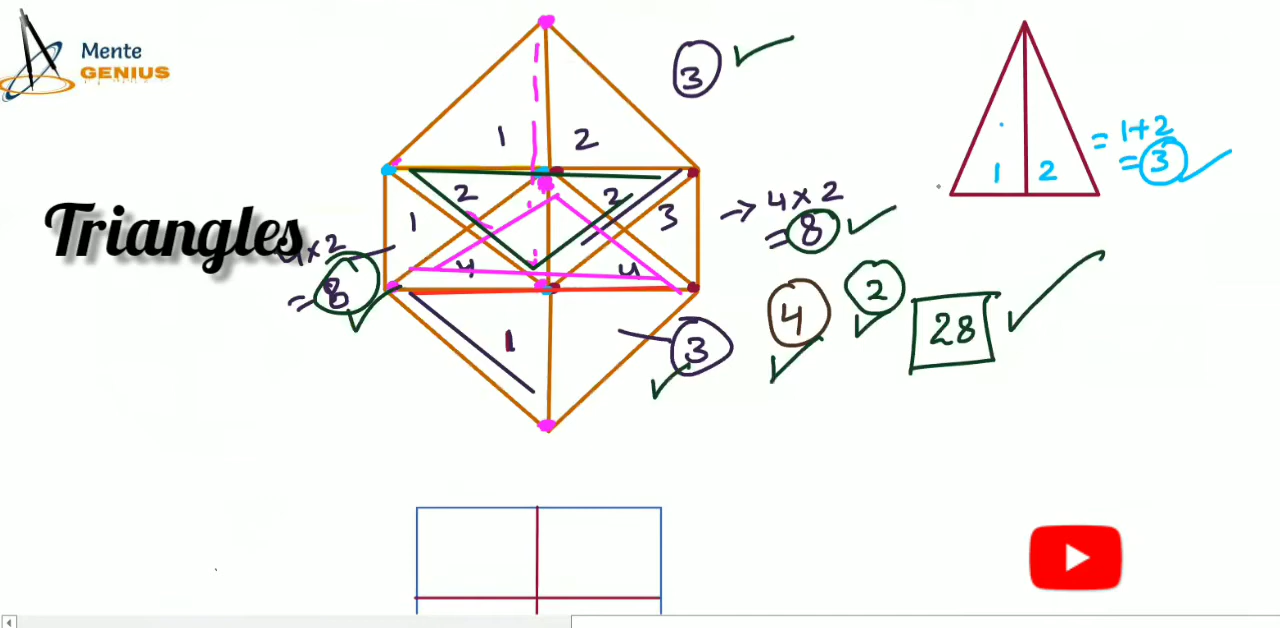 Mente
GENIUS
3
1 2
= 1+2
1 2 = 3
Triangles
2 2
1 3
→ 4 × 2
= 8
4 × 2
= 8
4 4
4 2 28
1 3